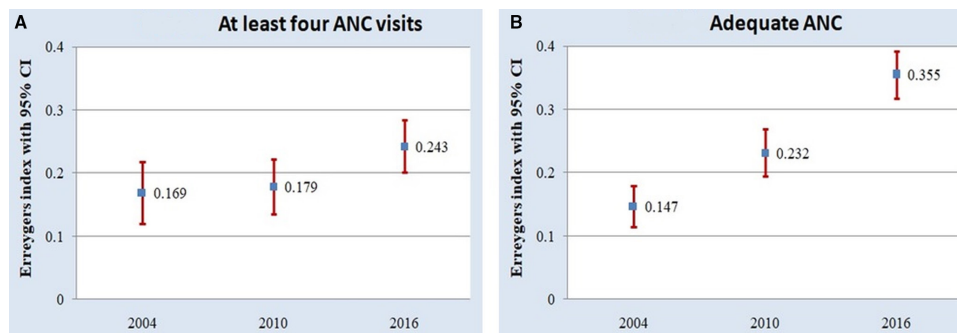 A
At least four ANC visits
Erreygers index with 95% CI
0.4
0.3
0.2
0.1
0
0.169
0.179
0.243
2004 2010 2016
B
Adequate ANC
Erreygers index with 95% CI
0.4
0.3
0.2
0.1
0
0.147
0.232
0.355
2004 2010 2016